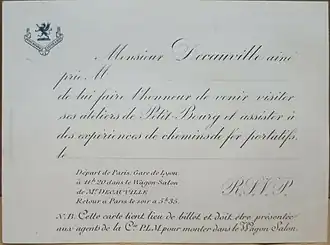 Monsieur Decauville aîné
prie M
de lui faire l'honneur de venir visiter
ses ateliers de Petit-Bourg et assister à
des expériences de chemins de fer portatifs,
le
Départ de Paris, Gare de Lyon
à 11h.20 dans le Wagon-Salon
de Mr. DECAUVILLE
Retour à Paris le soir à 5h.35.
R.S.V.P.
N.B. Cette carte tient lieu de billet et doit être présentée
aux agents de la Cie. P.L.M. pour monter dans le Wagon Salon.